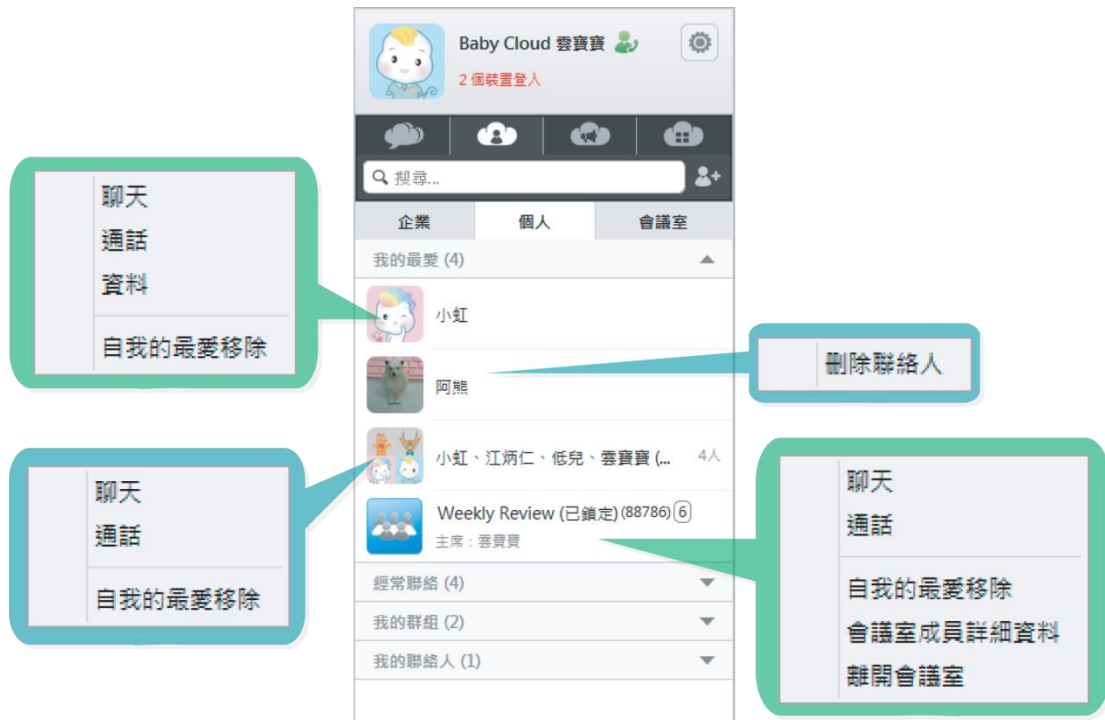 Baby Cloud 雲寶寶
2 個裝置登入
搜尋...
企業 個人 會議室
我的最愛 (4)
小虹
阿熊
小虹、江炳仁、低兒、雲寶寶 (... 4人
Weekly Review (已鎖定) (88786) 6
主席：雲寶寶
經常聯絡 (4)
我的群組 (2)
我的聯絡人 (1)
聊天
通話
資料
自我的最愛移除
聊天
通話
自我的最愛移除
刪除聯絡人
聊天
通話
自我的最愛移除
會議室成員詳細資料
離開會議室